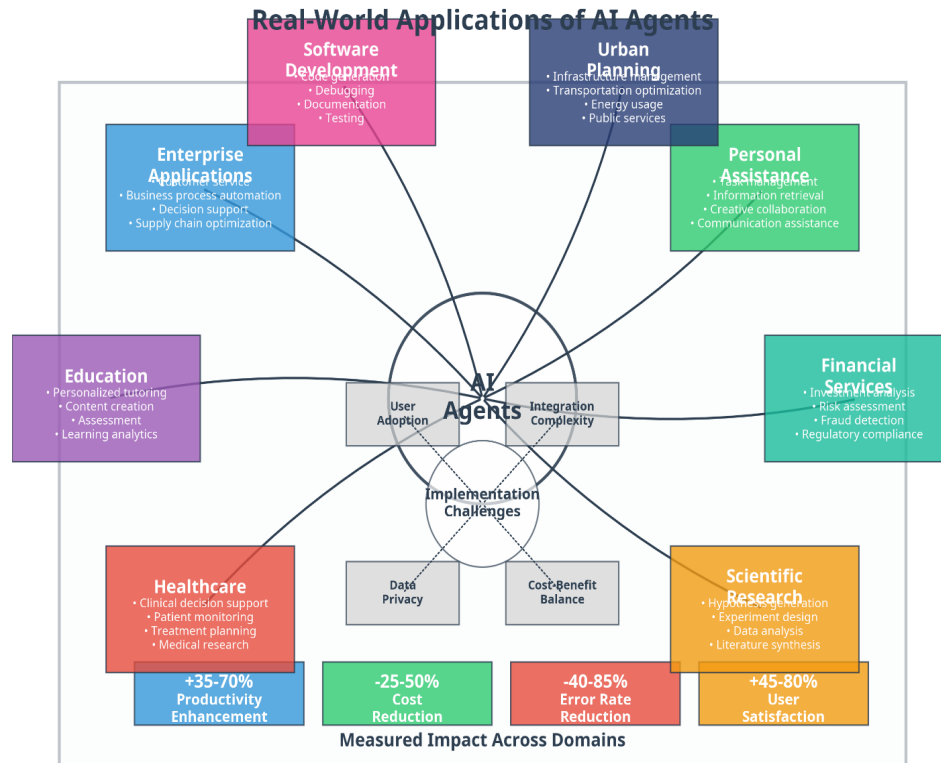 Real-World Applications of AI Agents
Software
Development
• Code generation
• Debugging
• Documentation
• Testing
Urban
Planning
• Infrastructure management
• Transportation optimization
• Energy usage
• Public services
Enterprise
Applications
• Customer service
• Business process automation
• Decision support
• Supply chain optimization
Personal
Assistance
• Task management
• Information retrieval
• Creative collaboration
• Communication assistance
Education
• Personalized tutoring
• Content creation
• Assessment
• Learning analytics
AI
Agents
Financial
Services
• Investment analysis
• Risk assessment
• Fraud detection
• Regulatory compliance
User
Adoption
Integration
Complexity
Implementation
Challenges
Data
Privacy
Cost-Benefit
Balance
Healthcare
• Clinical decision support
• Patient monitoring
• Treatment planning
• Medical research
Scientific
Research
• Hypothesis generation
• Experiment design
• Data analysis
• Literature synthesis
+35-70%
Productivity
Enhancement
-25-50%
Cost
Reduction
-40-85%
Error Rate
Reduction
+45-80%
User
Satisfaction
Measured Impact Across Domains